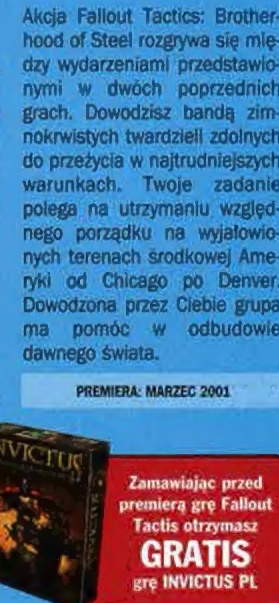 Akcja Fallout Tactics: Brother-
hood of Steel rozgrywa się mię-
dzy wydarzeniami przedstawio-
nymi w dwóch poprzednich
grach. Dowodzisz bandą zim-
nokrwistych twardzieli zdolnych
do przeżycia w najtrudniejszych
warunkach. Twoje zadanie
polega na utrzymaniu względ-
nego porządku na wyjałowio-
nych terenach środkowej Ame-
ryki od Chicago po Denver.
Dowodzona przez Ciebie grupa
ma pomóc w odbudowie
dawnego świata.
PREMIERA: MARZEC 2001
INVICTUS
Zamawiając przed
premierą grę Fallout
Tactis otrzymasz
GRATIS
grę INVICTUS PL